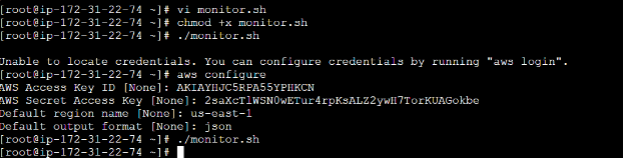 [root@ip-172-31-22-74 ~]# vi monitor.sh
[root@ip-172-31-22-74 ~]# chmod +x monitor.sh
[root@ip-172-31-22-74 ~]# ./monitor.sh
Unable to locate credentials. You can configure credentials by running "aws login".
[root@ip-172-31-22-74 ~]# aws configure
AWS Access Key ID [None]: AKIAYHJC5RPA55YPHKCN
AWS Secret Access Key [None]: 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
Default region name [None]: us-east-1
Default output format [None]: json
[root@ip-172-31-22-74 ~]# ./monitor.sh
[root@ip-172-31-22-74 ~]#